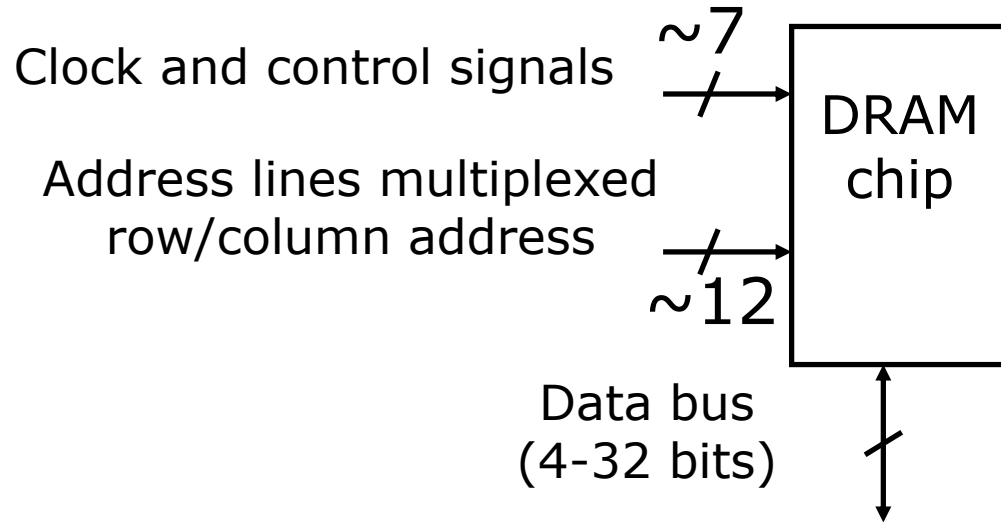 ~7
Clock and control signals
DRAM
chip
Address lines multiplexed
row/column address
~12
Data bus
(4-32 bits)